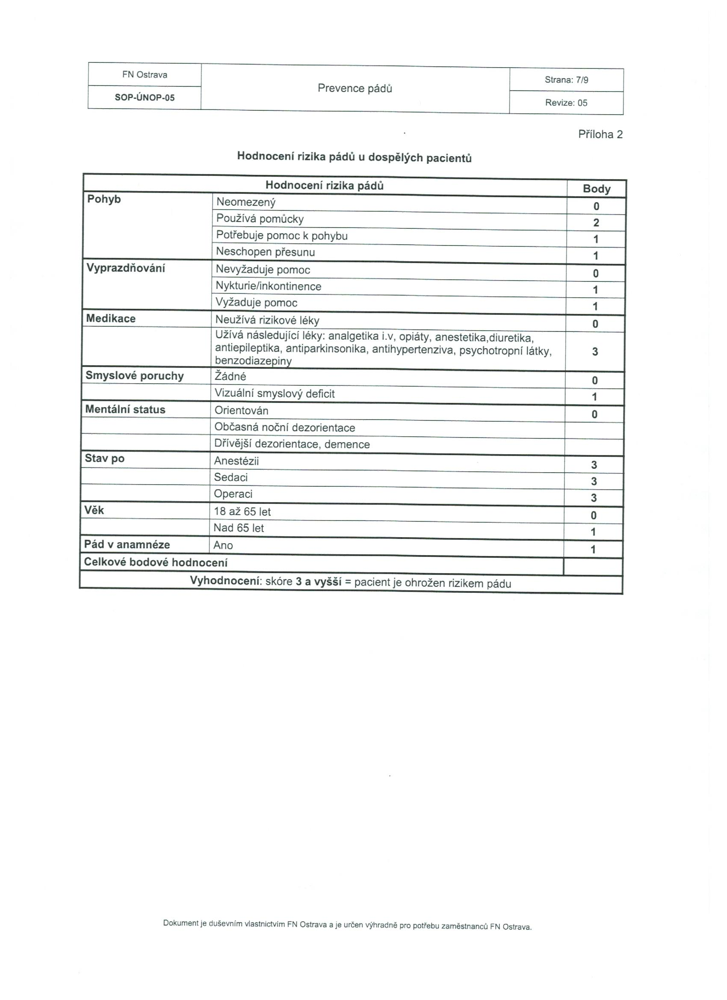 FN Ostrava
SOP-ÚNOP-05
Prevence pádů
Strana: 7/9
Revize: 05
Příloha 2
Hodnocení rizika pádů u dospělých pacientů
Hodnocení rizika pádů Body
Pohyb Neomezený 0
Používá pomůcky 2
Potřebuje pomoc k pohybu 1
Neschopen přesunu 1
Vyprazdňování Nevyžaduje pomoc 0
Nykturie/inkontinence 1
Vyžaduje pomoc 1
Medikace Neužívá rizikové léky 0
Užívá následující léky: analgetika i.v, opiáty, anestetika,diuretika,
antiepileptika, antiparkinsonika, antihypertenziva, psychotropní látky, 3
benzodiazepiny
Smyslové poruchy Žádné 0
Vizuální smyslový deficit 1
Mentální status Orientován 0
Občasná noční dezorientace
Dřívější dezorientace, demence
Stav po Anestézii 3
Sedaci 3
Operaci 3
Věk 18 až 65 let 0
Nad 65 let 1
Pád v anamnéze Ano 1
Celkové bodové hodnocení
Vyhodnocení: skóre 3 a vyšší = pacient je ohrožen rizikem pádu
Dokument je duševním vlastnictvím FN Ostrava a je určen výhradně pro potřebu zaměstnanců FN Ostrava.